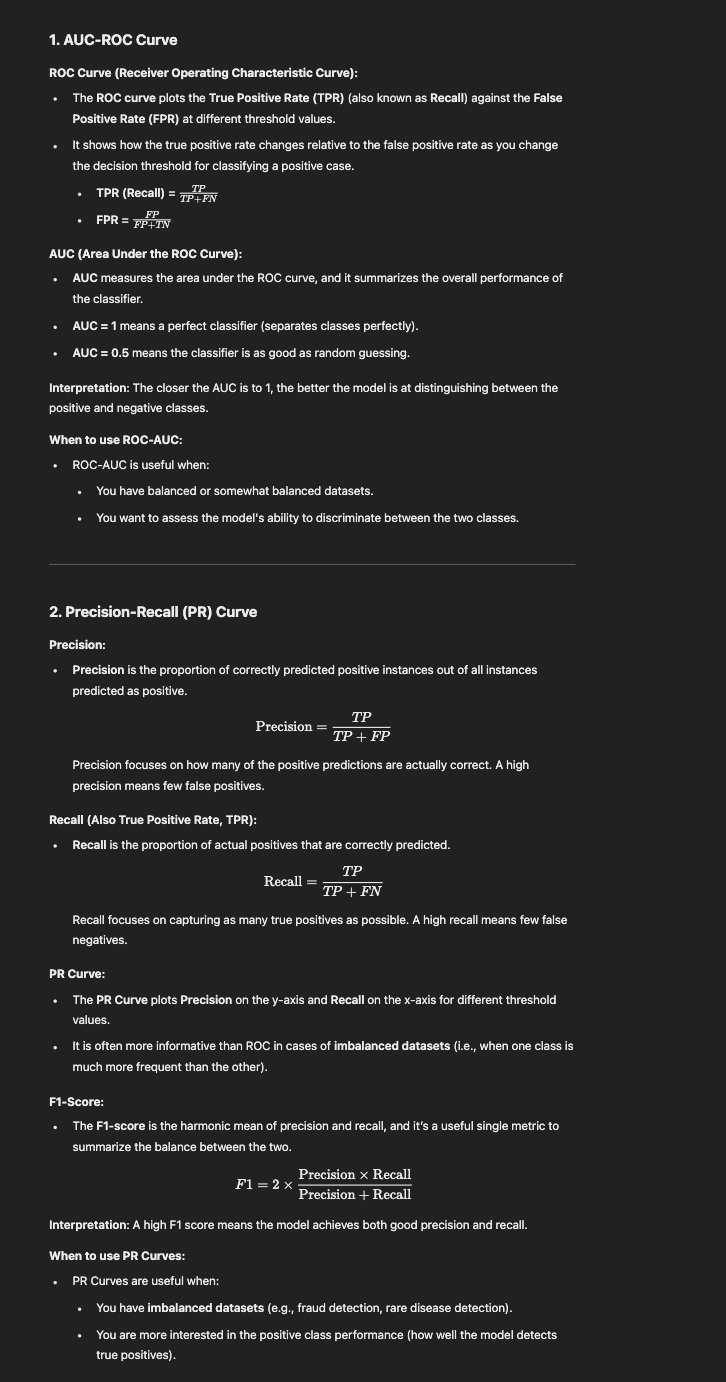 1. AUC-ROC Curve
ROC Curve (Receiver Operating Characteristic Curve):
• The ROC curve plots the True Positive Rate (TPR) (also known as Recall) against the False
Positive Rate (FPR) at different threshold values.
• It shows how the true positive rate changes relative to the false positive rate as you change
the decision threshold for classifying a positive case.
• TPR (Recall) = TP / TP+FN
• FPR = FP / FP+TN
AUC (Area Under the ROC Curve):
• AUC measures the area under the ROC curve, and it summarizes the overall performance of
the classifier.
• AUC = 1 means a perfect classifier (separates classes perfectly).
• AUC = 0.5 means the classifier is as good as random guessing.
Interpretation: The closer the AUC is to 1, the better the model is at distinguishing between the
positive and negative classes.
When to use ROC-AUC:
• ROC-AUC is useful when:
• You have balanced or somewhat balanced datasets.
• You want to assess the model's ability to discriminate between the two classes.
2. Precision-Recall (PR) Curve
Precision:
• Precision is the proportion of correctly predicted positive instances out of all instances
predicted as positive.
Precision = TP / TP + FP
Precision focuses on how many of the positive predictions are actually correct. A high
precision means few false positives.
Recall (Also True Positive Rate, TPR):
• Recall is the proportion of actual positives that are correctly predicted.
Recall = TP / TP + FN
Recall focuses on capturing as many true positives as possible. A high recall means few false
negatives.
PR Curve:
• The PR Curve plots Precision on the y-axis and Recall on the x-axis for different threshold
values.
• It is often more informative than ROC in cases of imbalanced datasets (i.e., when one class is
much more frequent than the other).
F1-Score:
• The F1-score is the harmonic mean of precision and recall, and it's a useful single metric to
summarize the balance between the two.
F1 = 2 × Precision × Recall / Precision + Recall
Interpretation: A high F1 score means the model achieves both good precision and recall.
When to use PR Curves:
• PR Curves are useful when:
• You have imbalanced datasets (e.g., fraud detection, rare disease detection).
• You are more interested in the positive class performance (how well the model detects
true positives).